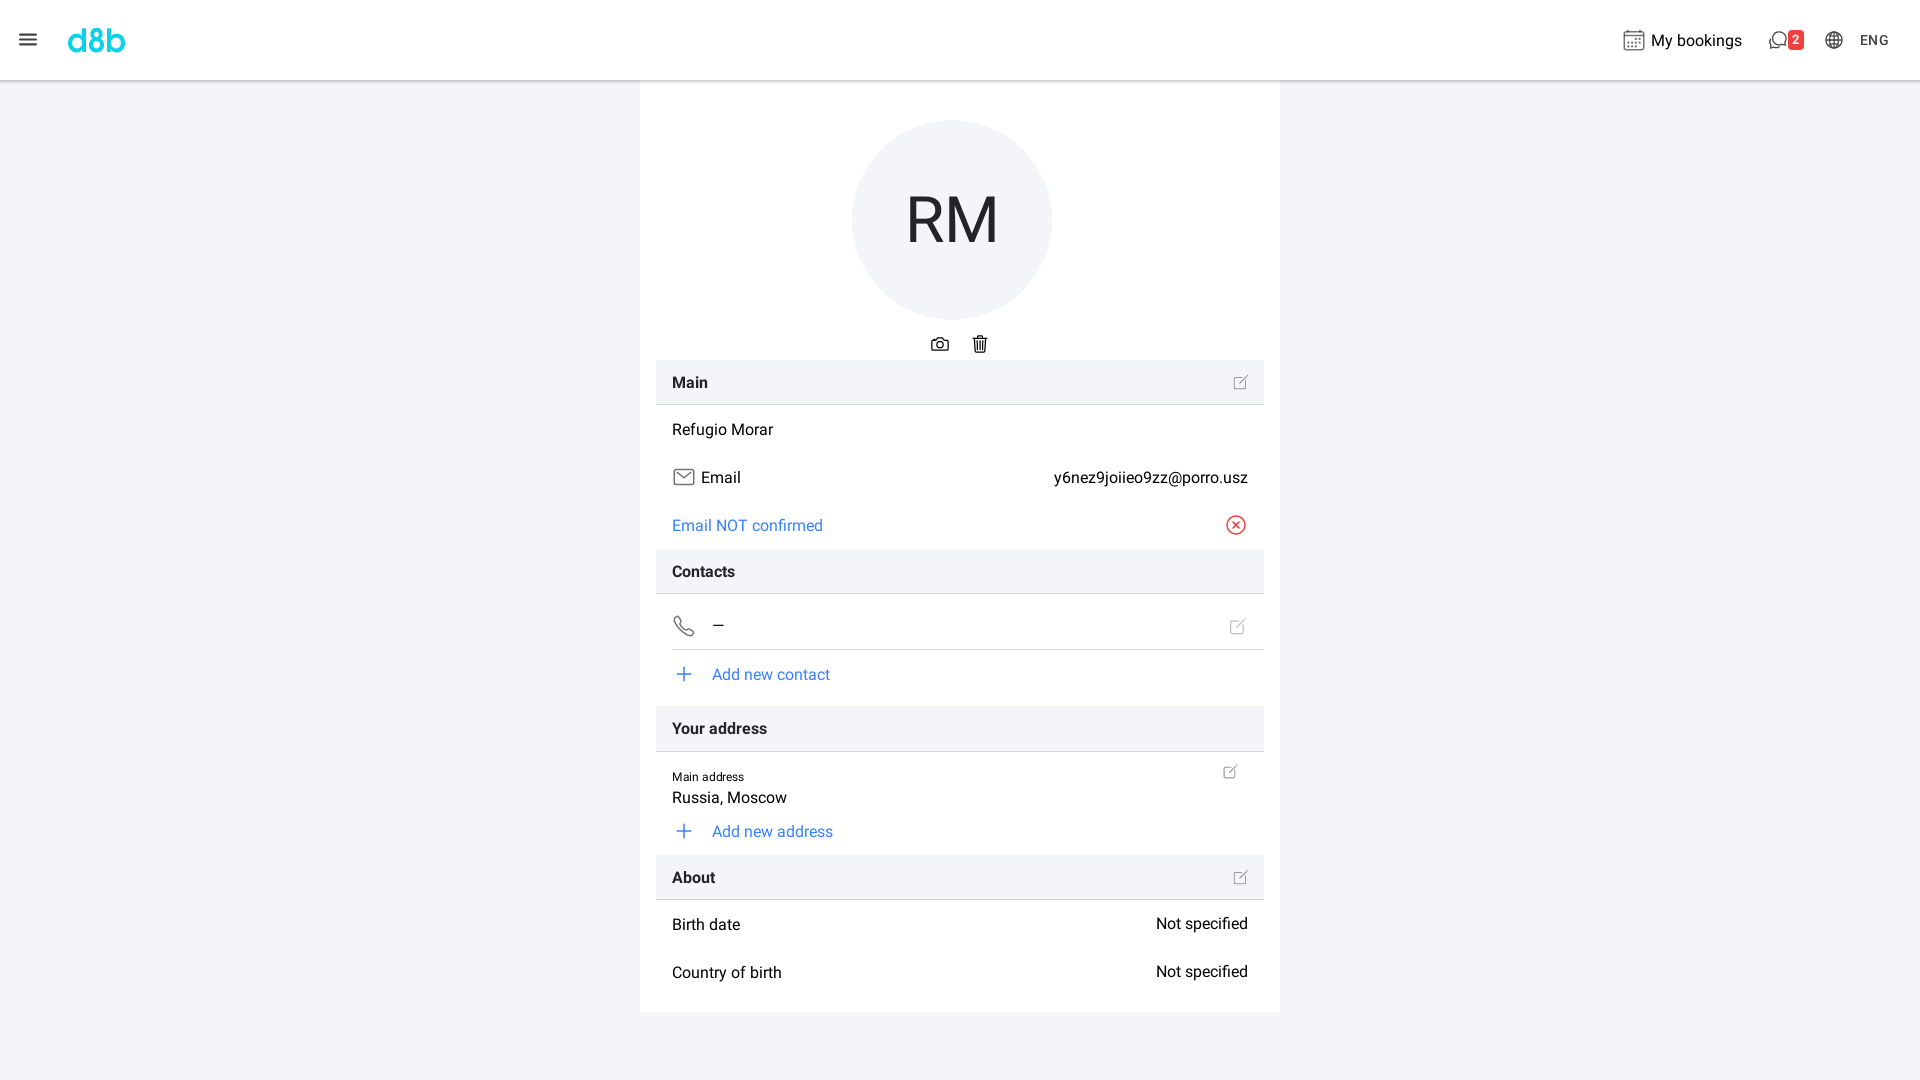 d8b
My bookings
2
ENG
RM
Main
Refugio Morar
Email
y6nez9joiieo9zz@porro.usz
Email NOT confirmed
Contacts
–
Add new contact
Your address
Main address
Russia, Moscow
Add new address
About
Birth date
Not specified
Country of birth
Not specified